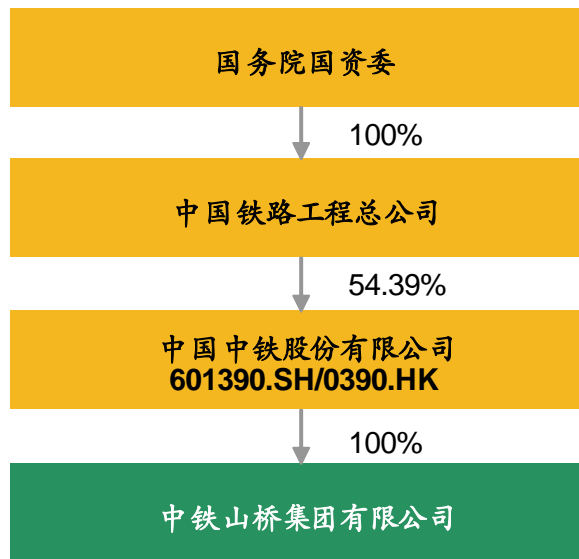 国务院国资委
100%
中国铁路工程总公司
54.39%
中国中铁股份有限公司
601390.SH/0390.HK
100%
中铁山桥集团有限公司